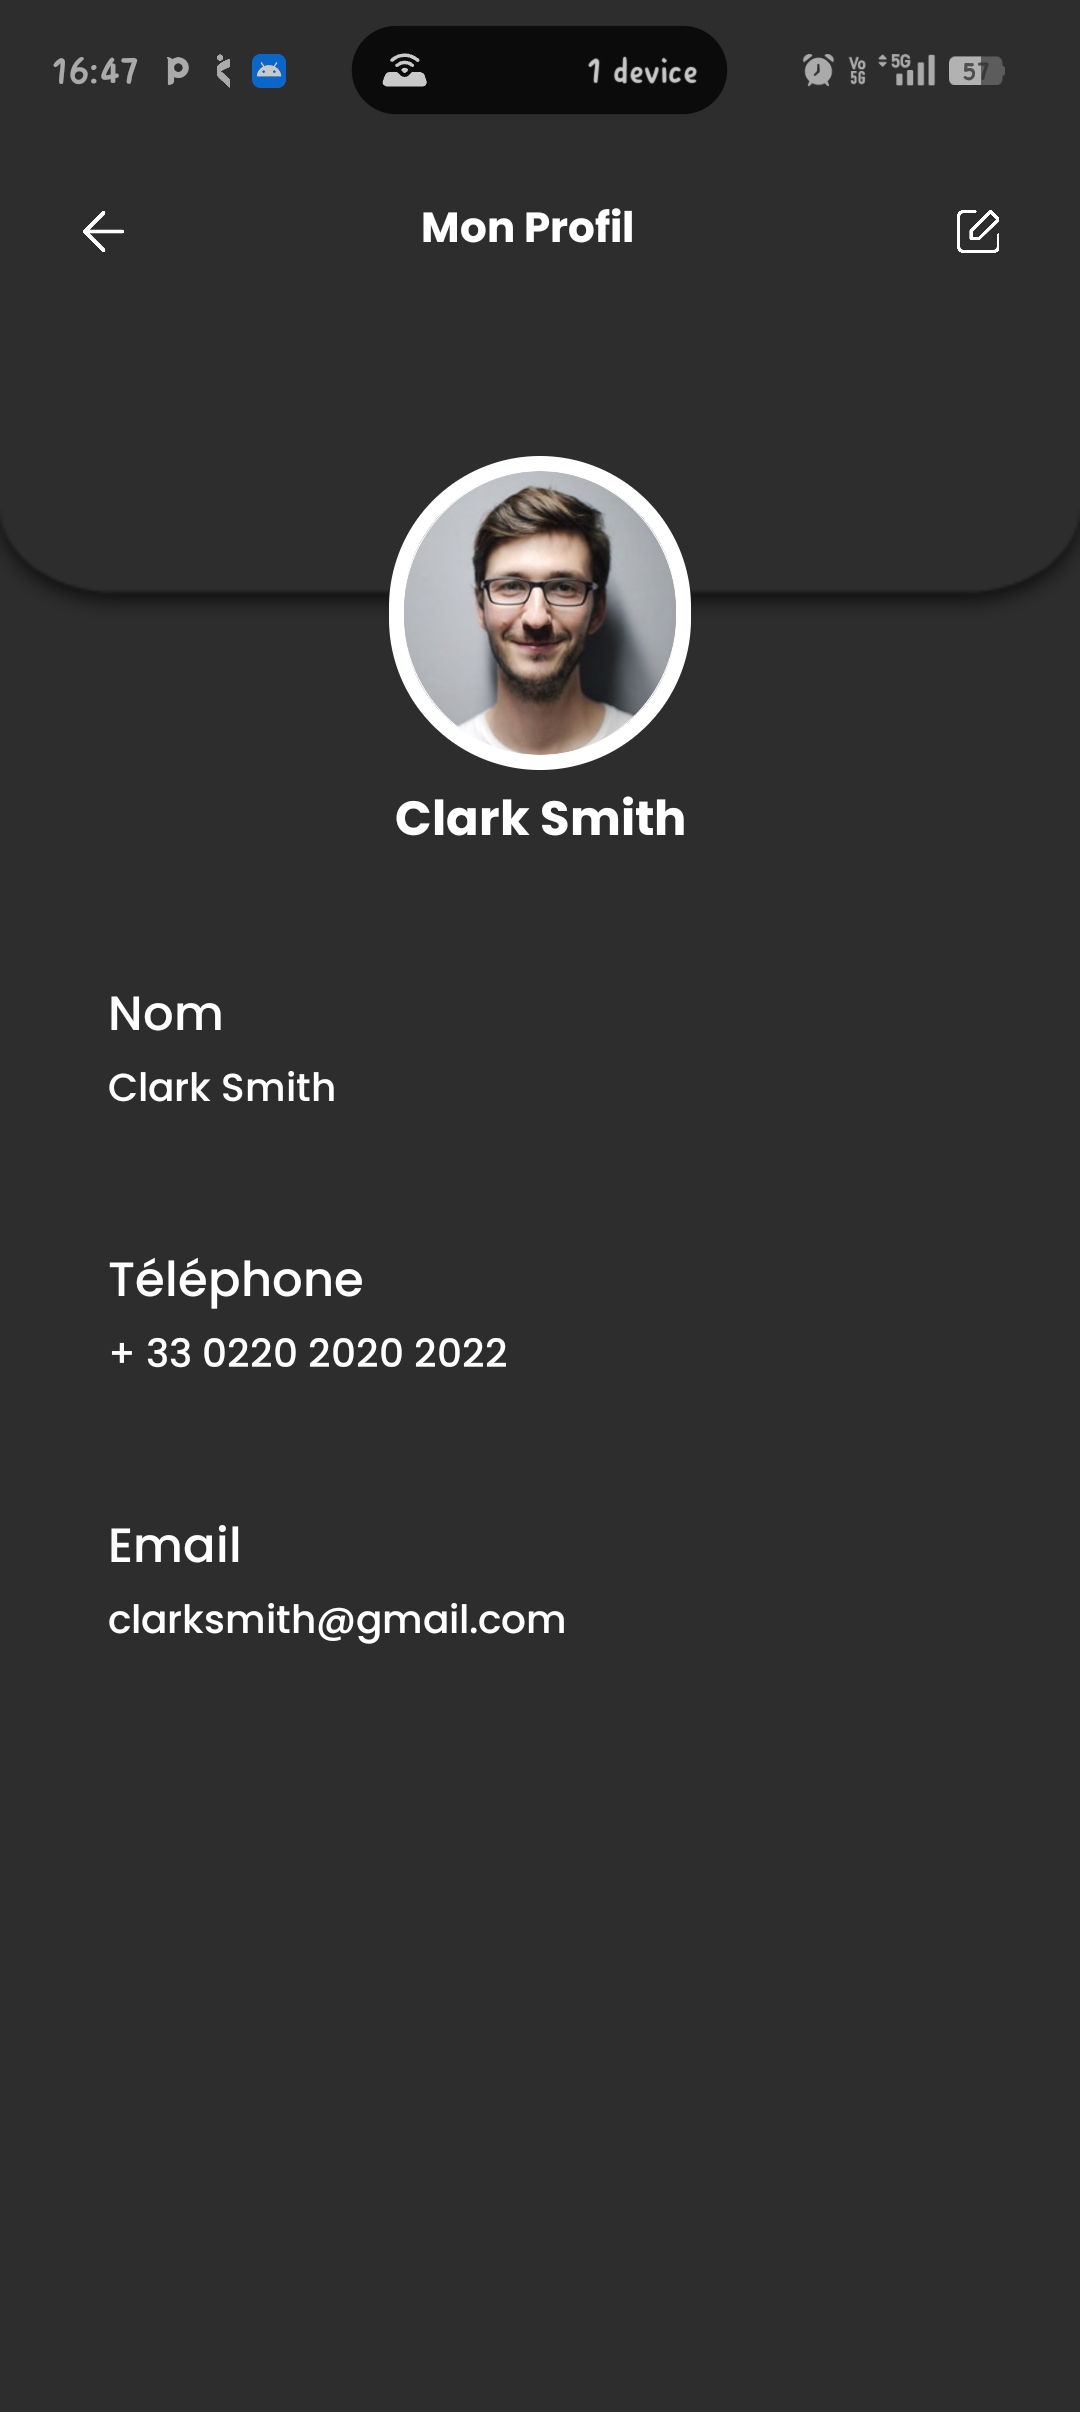 16:47
1 device
Vo
5G
5G
57
Mon Profil
Clark Smith
Nom
Clark Smith
Téléphone
+ 33 0220 2020 2022
Email
clarksmith@gmail.com